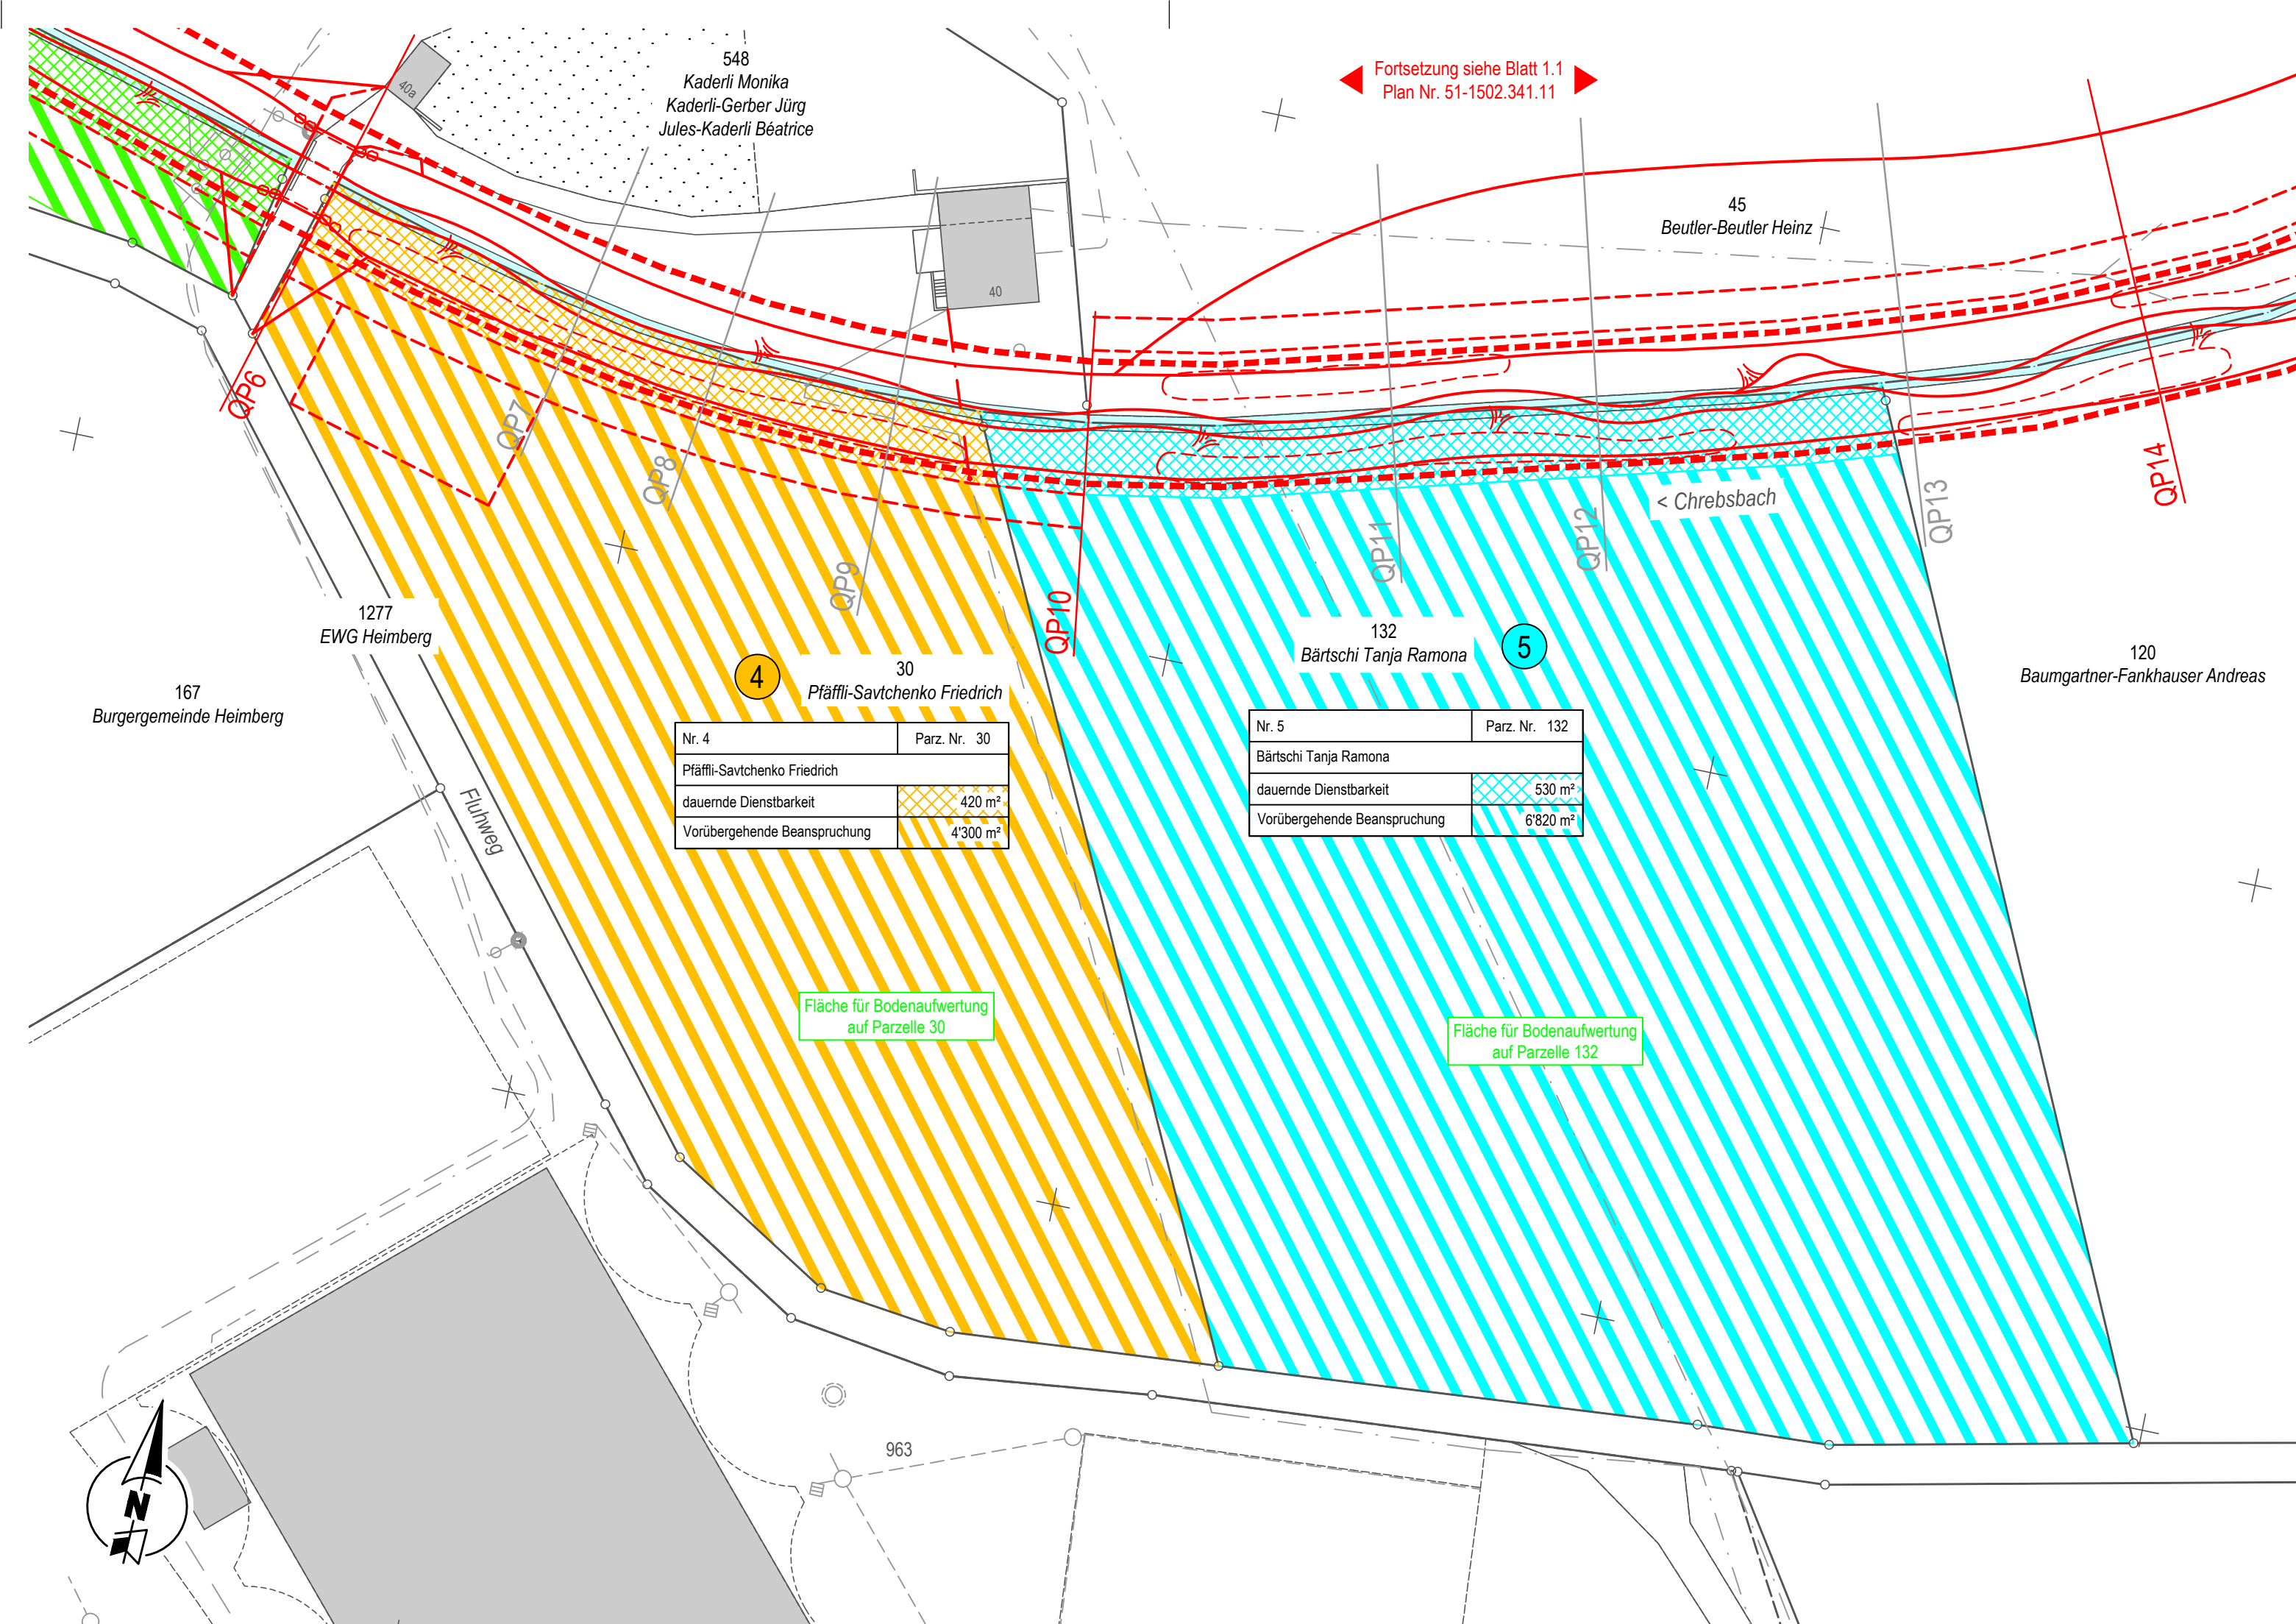 548
Kaderli Monika
Kaderli-Gerber Jürg
Jules-Kaderli Béatrice
40a
Fortsetzung siehe Blatt 1.1
Plan Nr. 51-1502.341.11
45
Beutler-Beutler Heinz
40
QP6
QP7
QP8
QP9
QP10
QP11
QP12
QP13
QP14
< Chrebsbach
1277
EWG Heimberg
167
Burgergemeinde Heimberg
4
30
Pfäffli-Savtchenko Friedrich
132
Bärtschi Tanja Ramona
5
120
Baumgartner-Fankhauser Andreas
Nr. 4 Parz. Nr. 30
Pfäffli-Savtchenko Friedrich
dauernde Dienstbarkeit 420 m²
Vorübergehende Beanspruchung 4'300 m²
Nr. 5 Parz. Nr. 132
Bärtschi Tanja Ramona
dauernde Dienstbarkeit 530 m²
Vorübergehende Beanspruchung 6'820 m²
Fluhweg
Fläche für Bodenaufwertung
auf Parzelle 30
Fläche für Bodenaufwertung
auf Parzelle 132
963
N